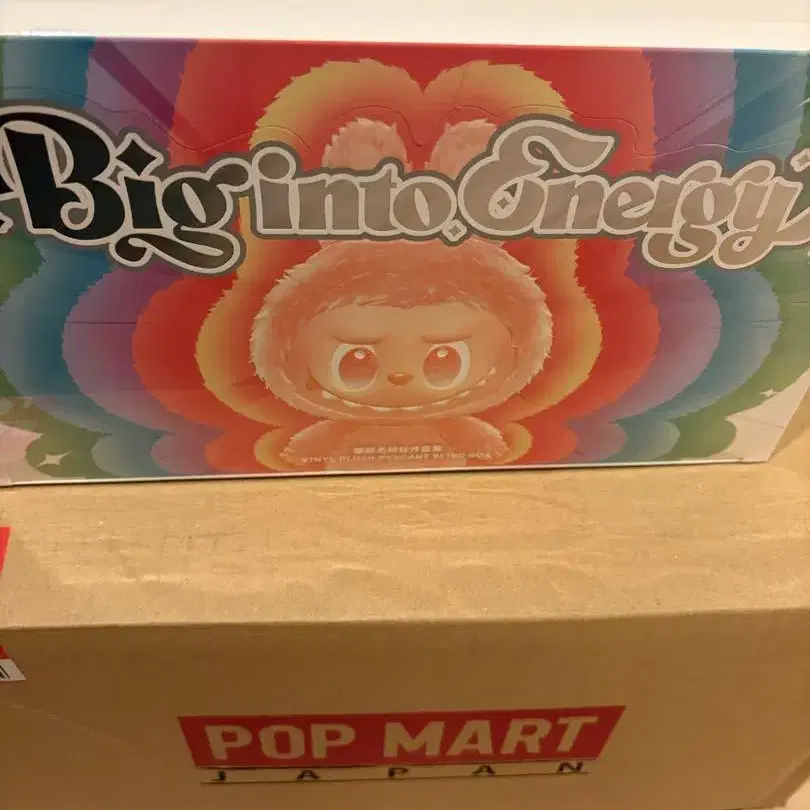 Big into Energy
VINYL PLUSH PENDANT BLIND BOX
POP MART
JAPAN